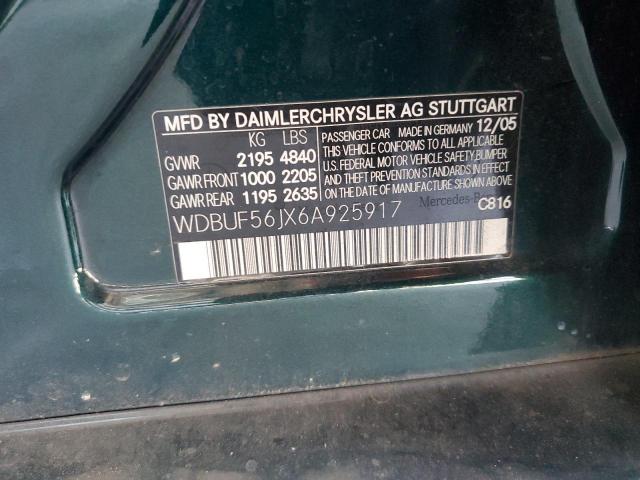 MFD BY DAIMLERCHRYSLER AG STUTTGART
KG LBS
GVWR 2195 4840
GAWR FRONT 1000 2205
GAWR REAR 1195 2635
PASSENGER CAR MADE IN GERMANY 12/05
THIS VEHICLE CONFORMS TO ALL APPLICABLE
U.S. FEDERAL MOTOR VEHICLE SAFETY, BUMPER
AND THEFT PREVENTION STANDARDS IN EFFECT
ON THE DATE OF MANUFACTURE SHOWN ABOVE.
WDBUF56JX6A925917
C816